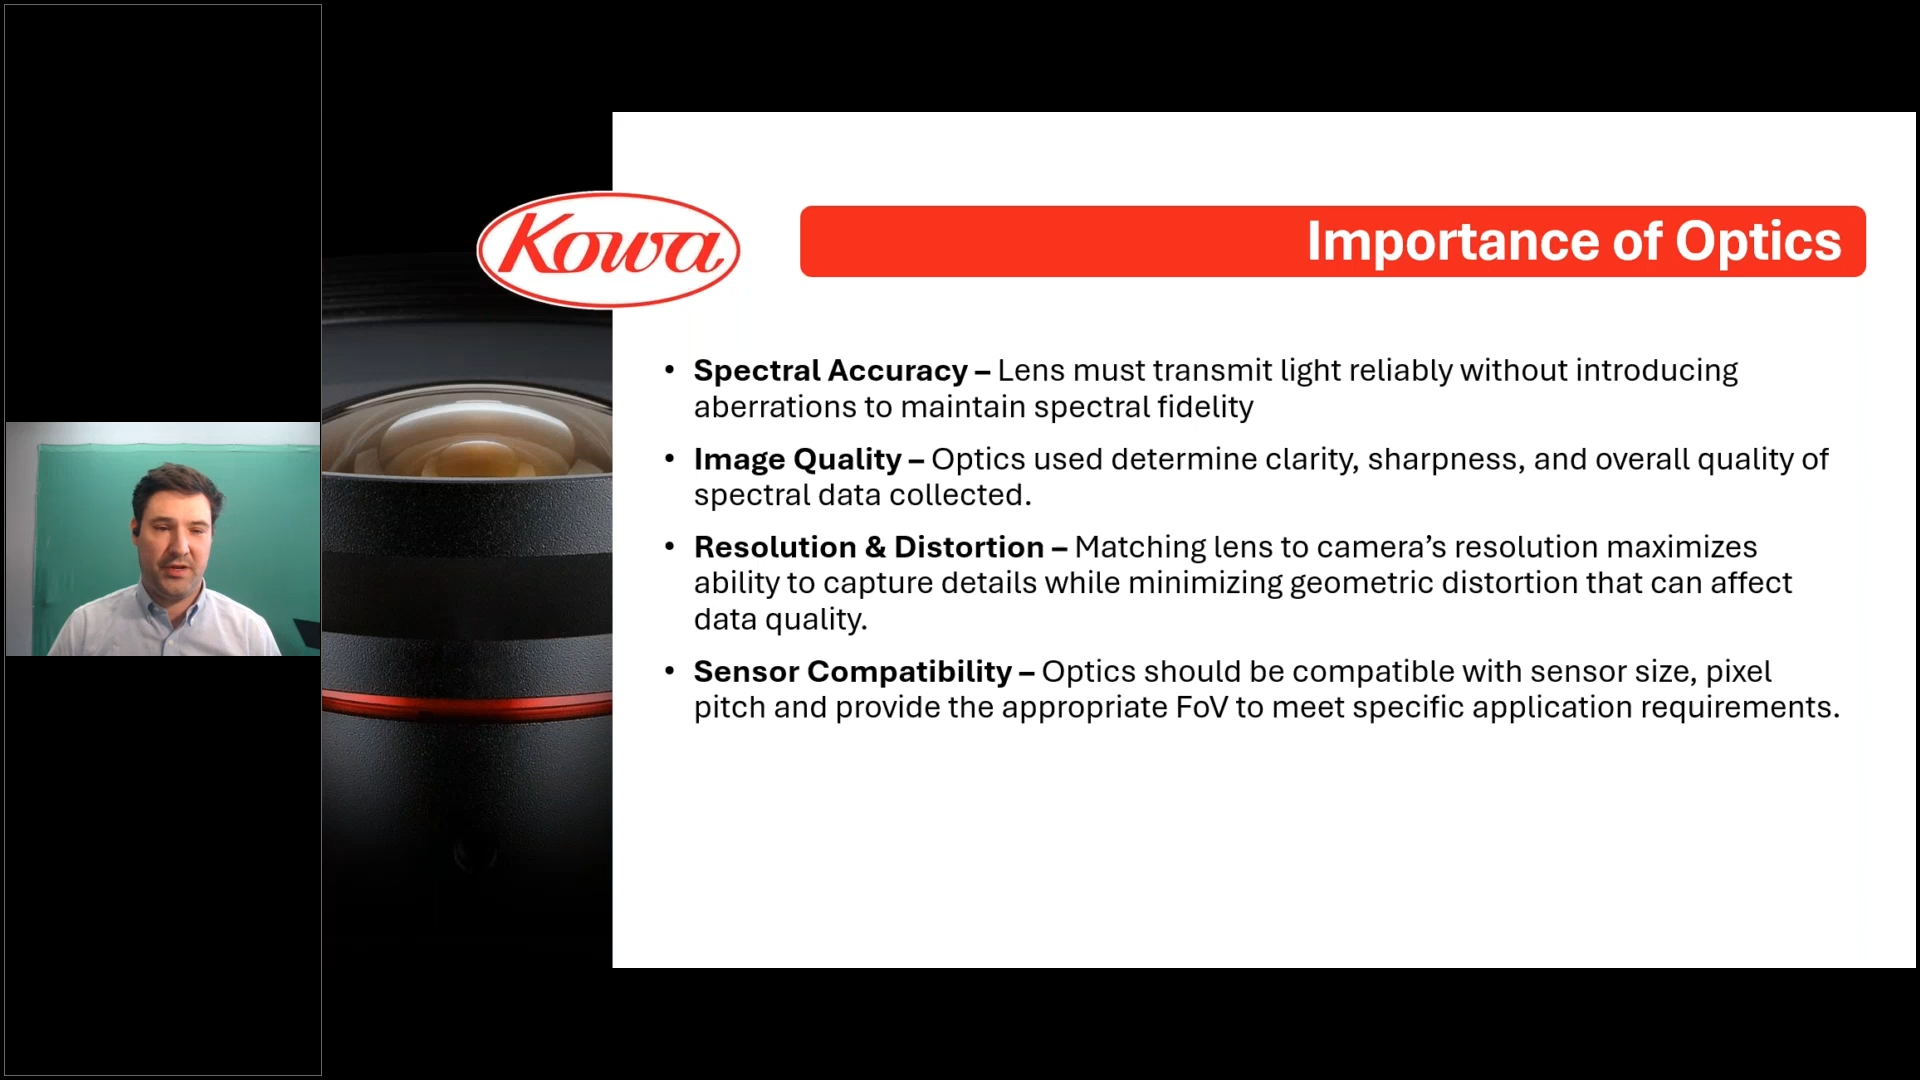 Kowa
Importance of Optics
• Spectral Accuracy – Lens must transmit light reliably without introducing
aberrations to maintain spectral fidelity
• Image Quality – Optics used determine clarity, sharpness, and overall quality of
spectral data collected.
• Resolution & Distortion – Matching lens to camera’s resolution maximizes
ability to capture details while minimizing geometric distortion that can affect
data quality.
• Sensor Compatibility – Optics should be compatible with sensor size, pixel
pitch and provide the appropriate FoV to meet specific application requirements.